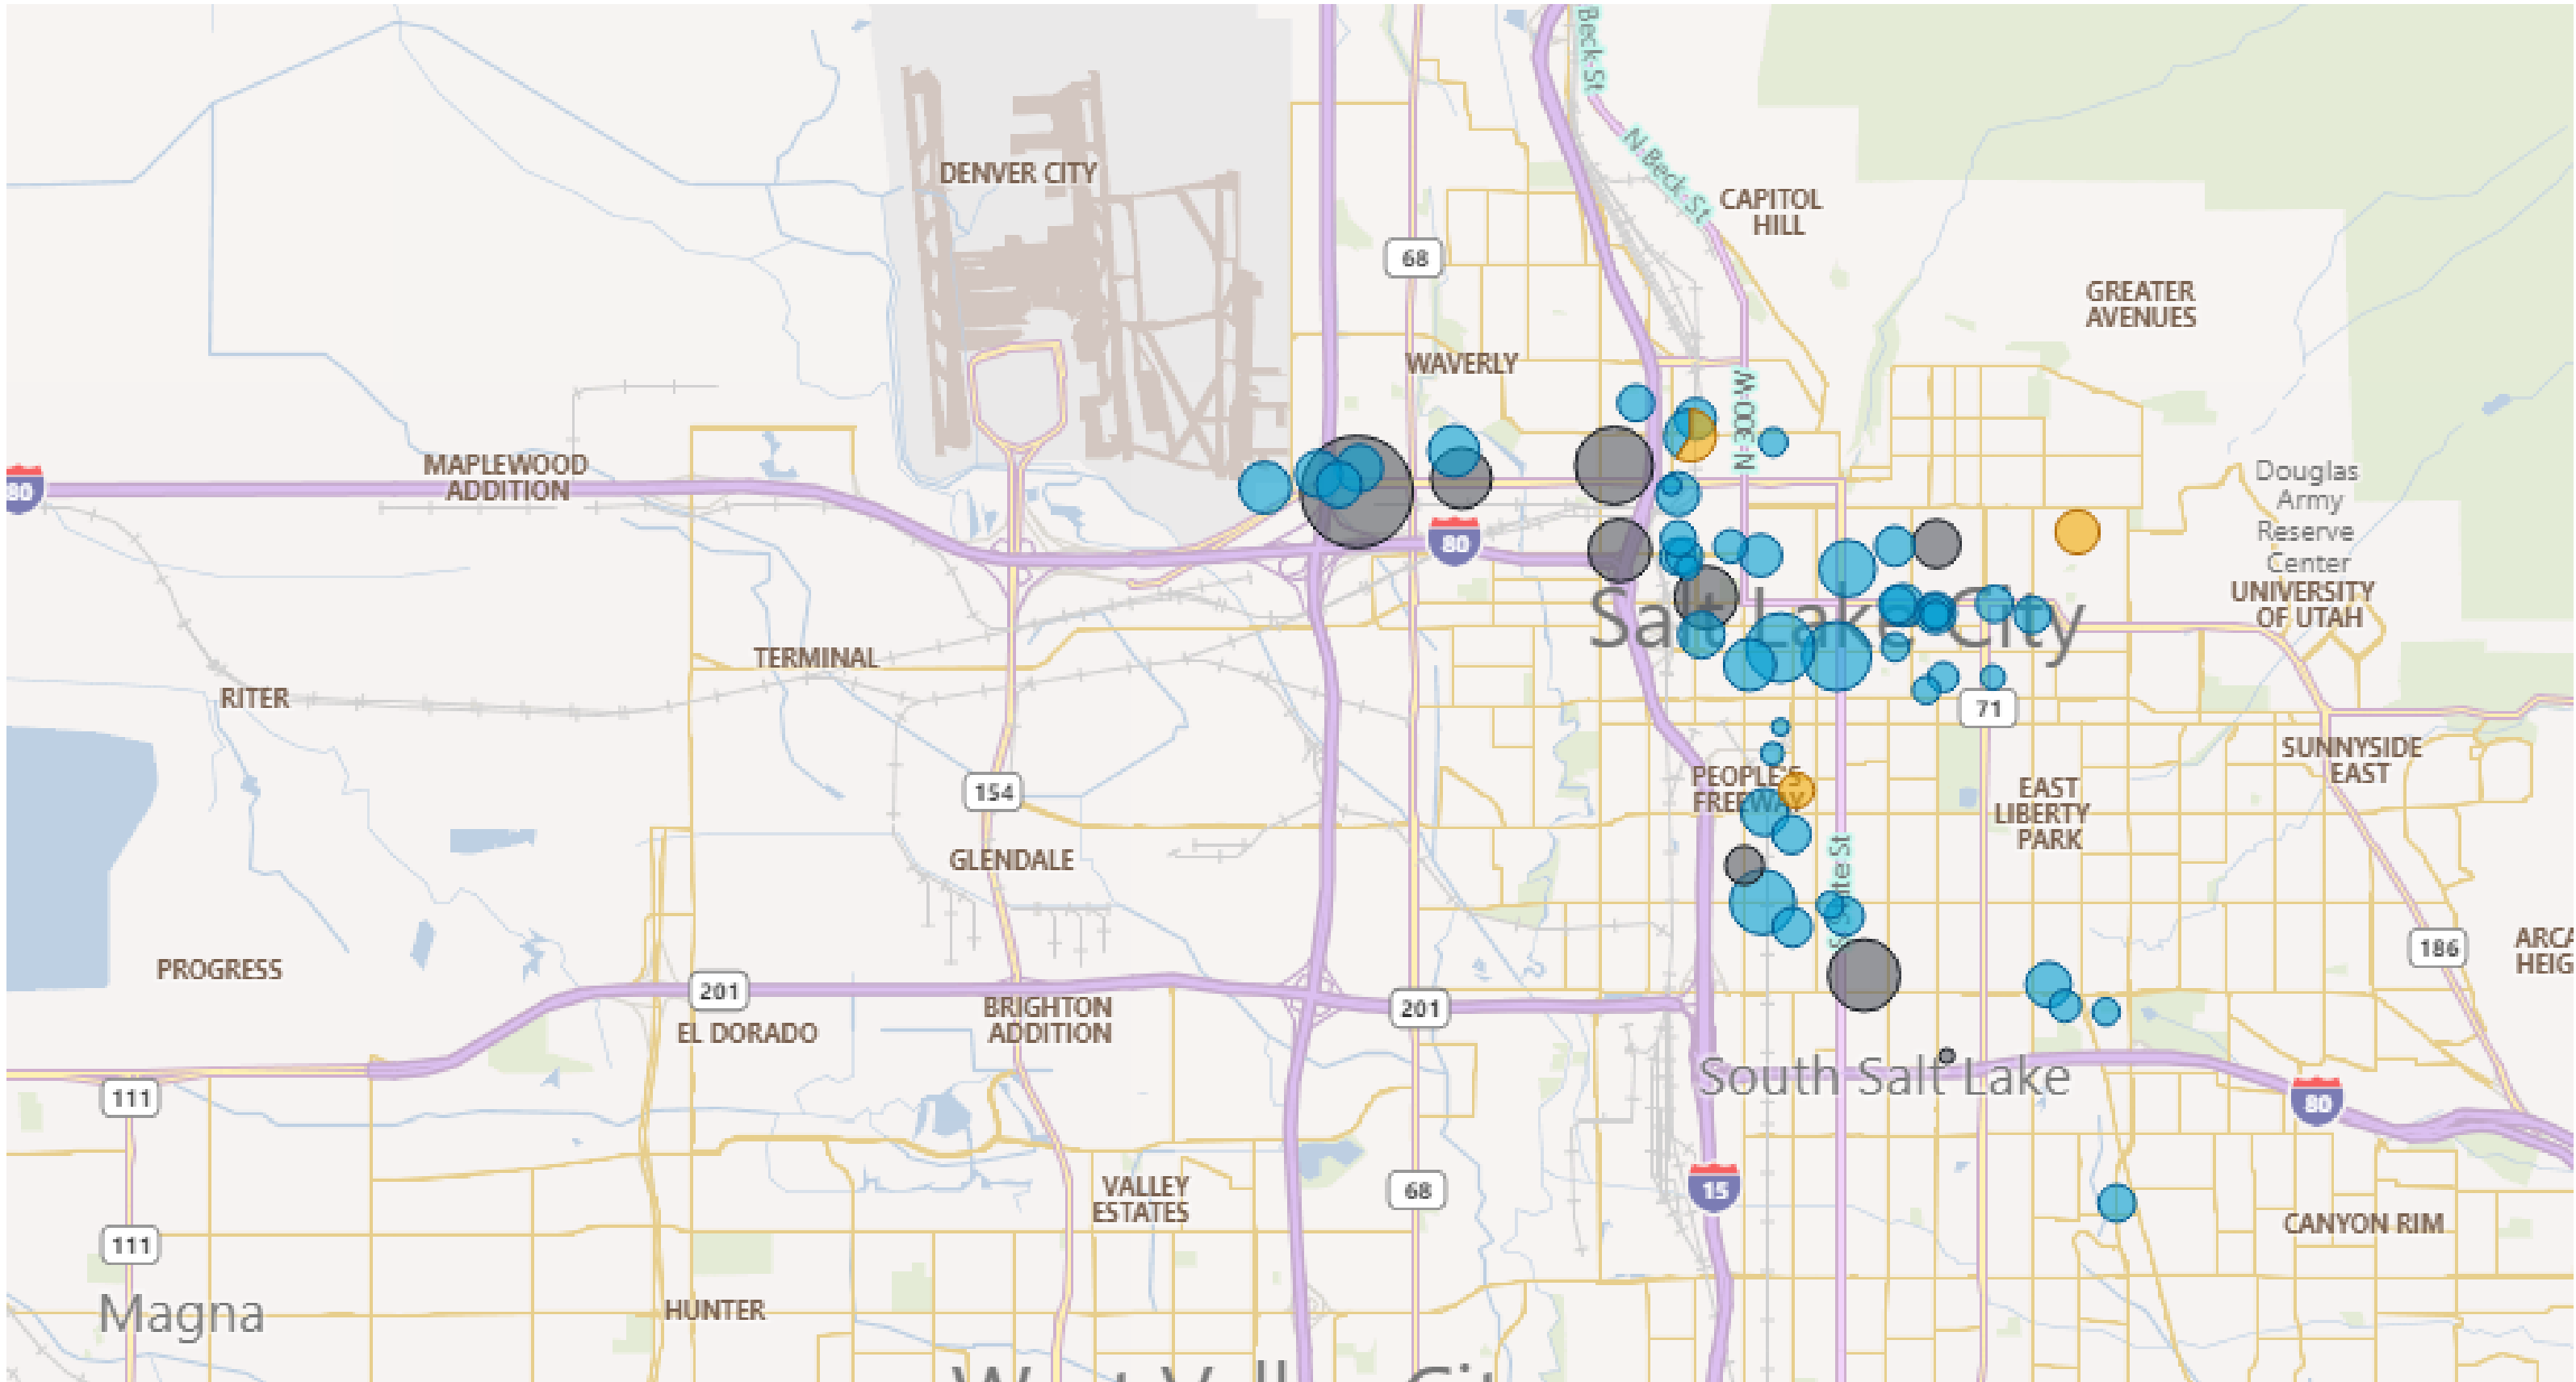 Beck St
N Beck St
DENVER CITY
CAPITOL
HILL
68
GREATER
AVENUES
WAVERLY
N 300 W
MAPLEWOOD
ADDITION
80
80
Douglas
Army
Reserve
Center
UNIVERSITY
OF UTAH
Salt Lake City
TERMINAL
RITER
71
SUNNYSIDE
EAST
PEOPLE'S
FREEWAY
154
EAST
LIBERTY
PARK
GLENDALE
186
PROGRESS
201
BRIGHTON
ADDITION
201
EL DORADO
South Salt Lake
111
80
VALLEY
ESTATES
68
15
CANYON RIM
111
Magna
HUNTER